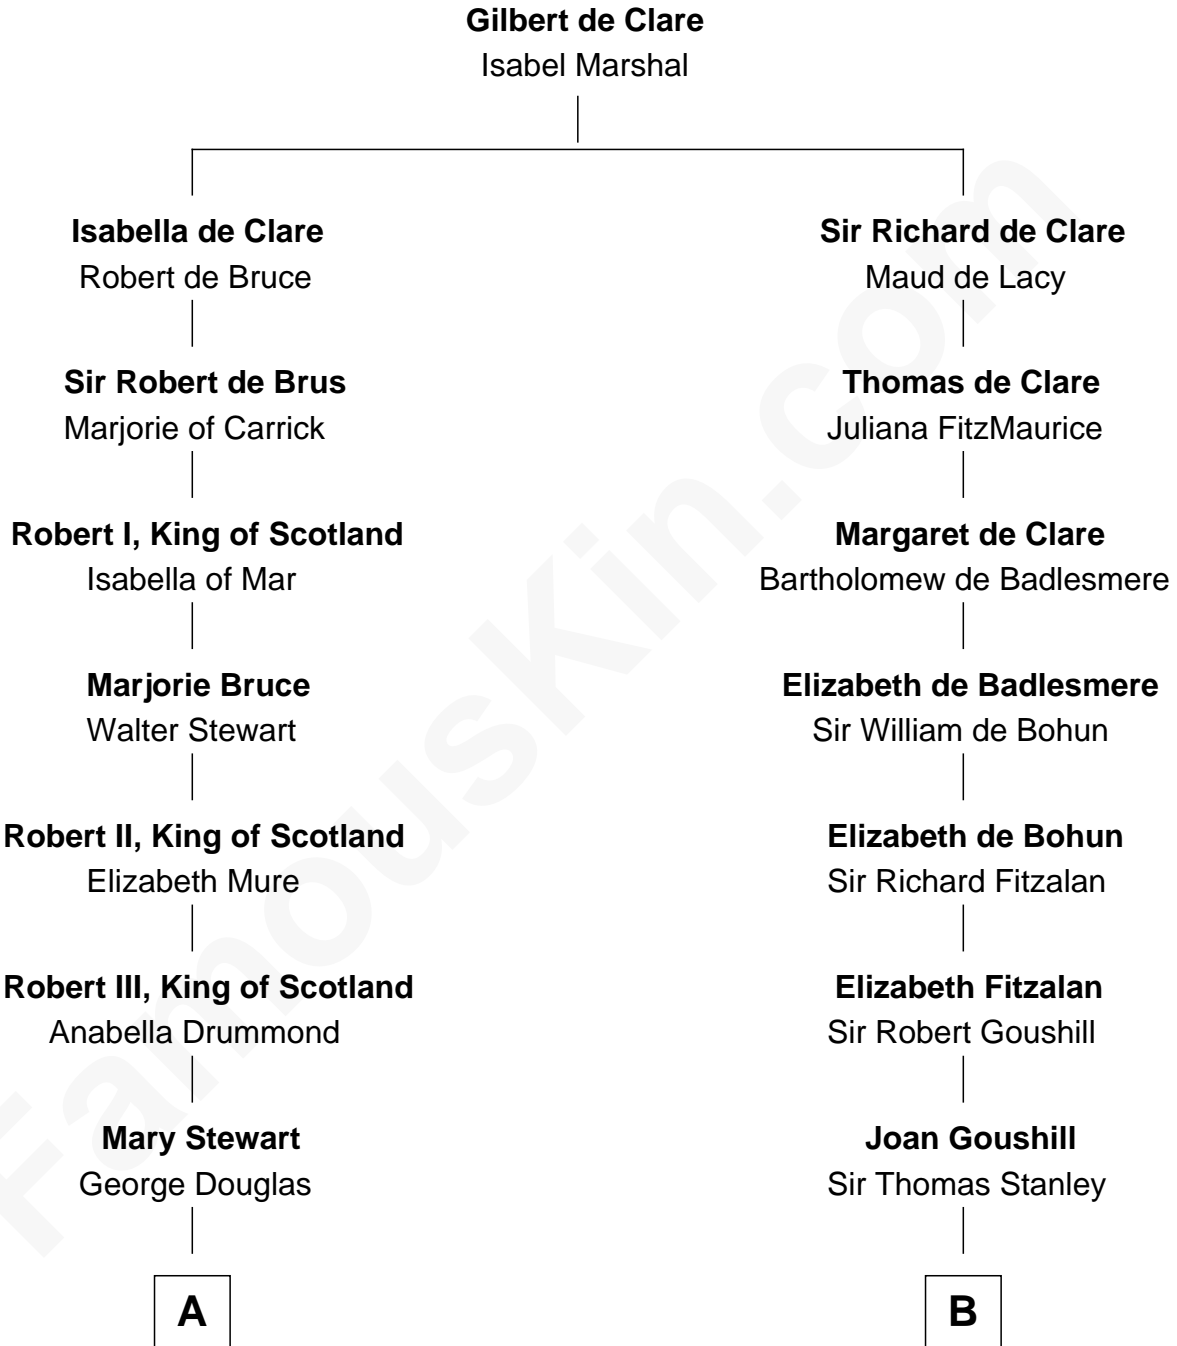 Gilbert de Clare
Isabel Marshal
Isabella de Clare
Robert de Bruce
Sir Robert de Brus
Marjorie of Carrick
Robert I, King of Scotland
Isabella of Mar
Marjorie Bruce
Walter Stewart
Robert II, King of Scotland
Elizabeth Mure
Robert III, King of Scotland
Anabella Drummond
Mary Stewart
George Douglas
A
Sir Richard de Clare
Maud de Lacy
Thomas de Clare
Juliana FitzMaurice
Margaret de Clare
Bartholomew de Badlesmere
Elizabeth de Badlesmere
Sir William de Bohun
Elizabeth de Bohun
Sir Richard Fitzalan
Elizabeth Fitzalan
Sir Robert Goushill
Joan Goushill
Sir Thomas Stanley
B
FamousKin.com